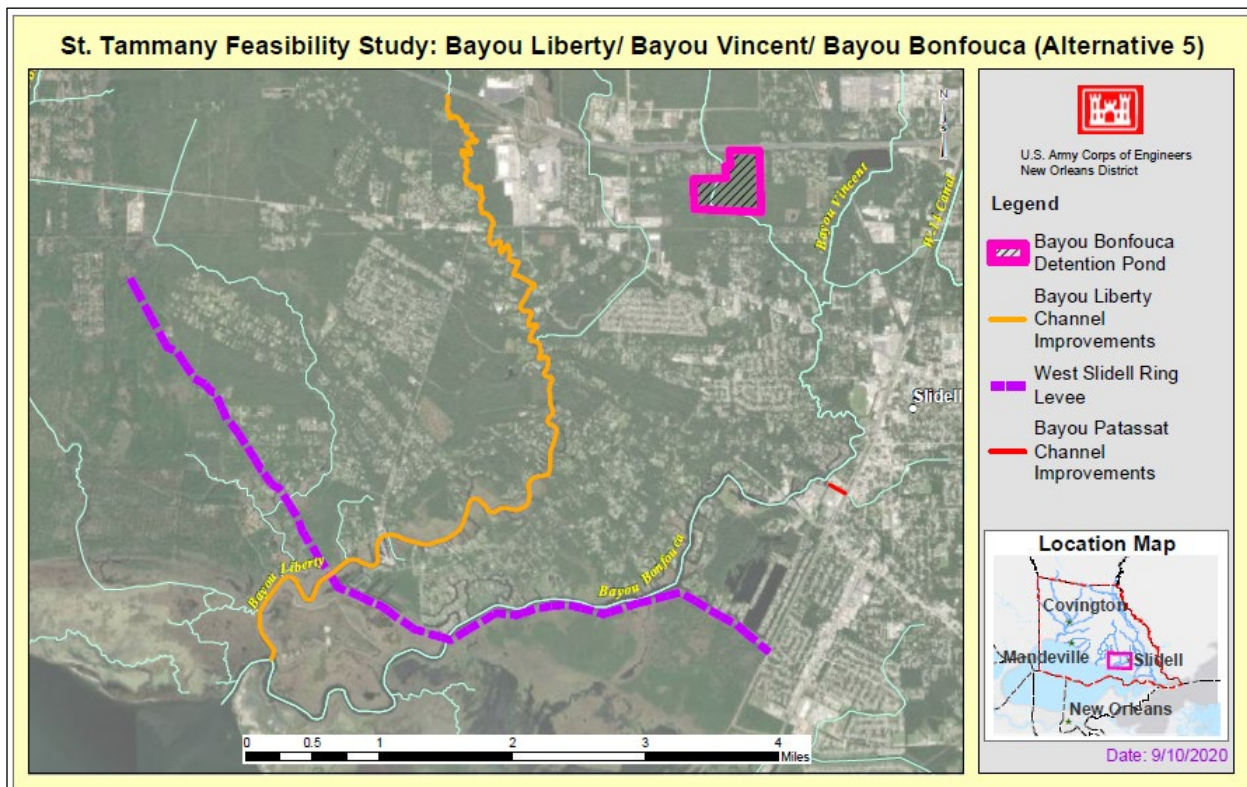 St. Tammany Feasibility Study: Bayou Liberty/ Bayou Vincent/ Bayou Bonfouca (Alternative 5)
N
Bayou Vincent
W-14 Canal
Slidell
Bayou Liberty
Bayou Bonfouca
0 0.5 1 2 3 4
Miles
U.S. Army Corps of Engineers
New Orleans District
Legend
Bayou Bonfouca
Detention Pond
Bayou Liberty
Channel
Improvements
West Slidell Ring
Levee
Bayou Patassat
Channel
Improvements
Location Map
Covington
Mandeville
Slidell
New Orleans
Date: 9/10/2020